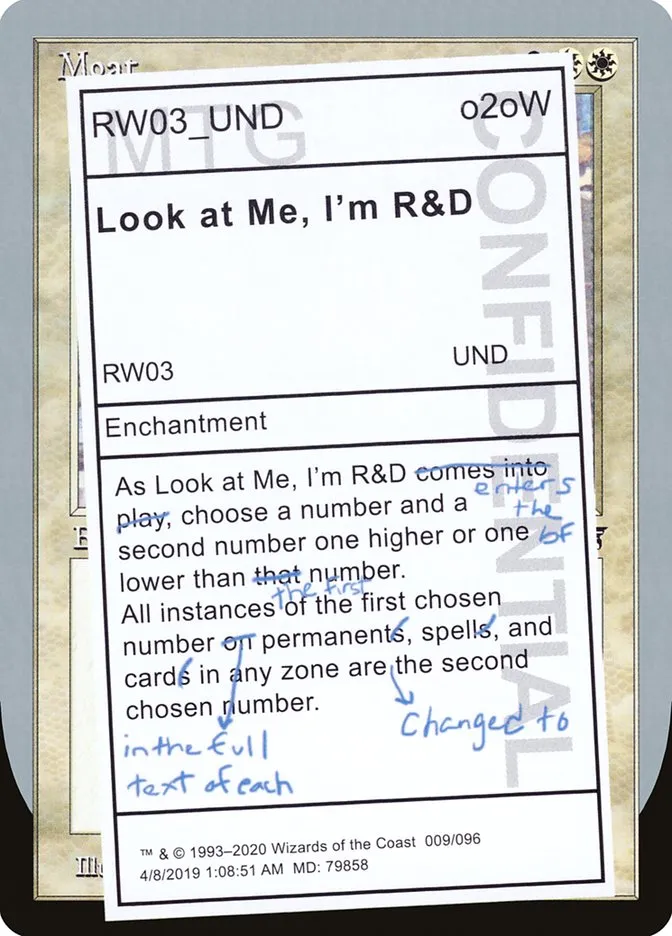 Moat
MTG
RW03_UND o2oW
Look at Me, I'm R&D
CONFIDENTIAL
RW03 UND
Enchantment
As Look at Me, I'm R&D comes into
enters
play, choose a number and a
the
second number one higher or one of
lower than that number.
the first
All instances of the first chosen
number on permanents, spells, and
cards in any zone are the second
chosen number.
changed to
in the full
text of each
™ & © 1993–2020 Wizards of the Coast 009/096
4/8/2019 1:08:51 AM MD: 79858